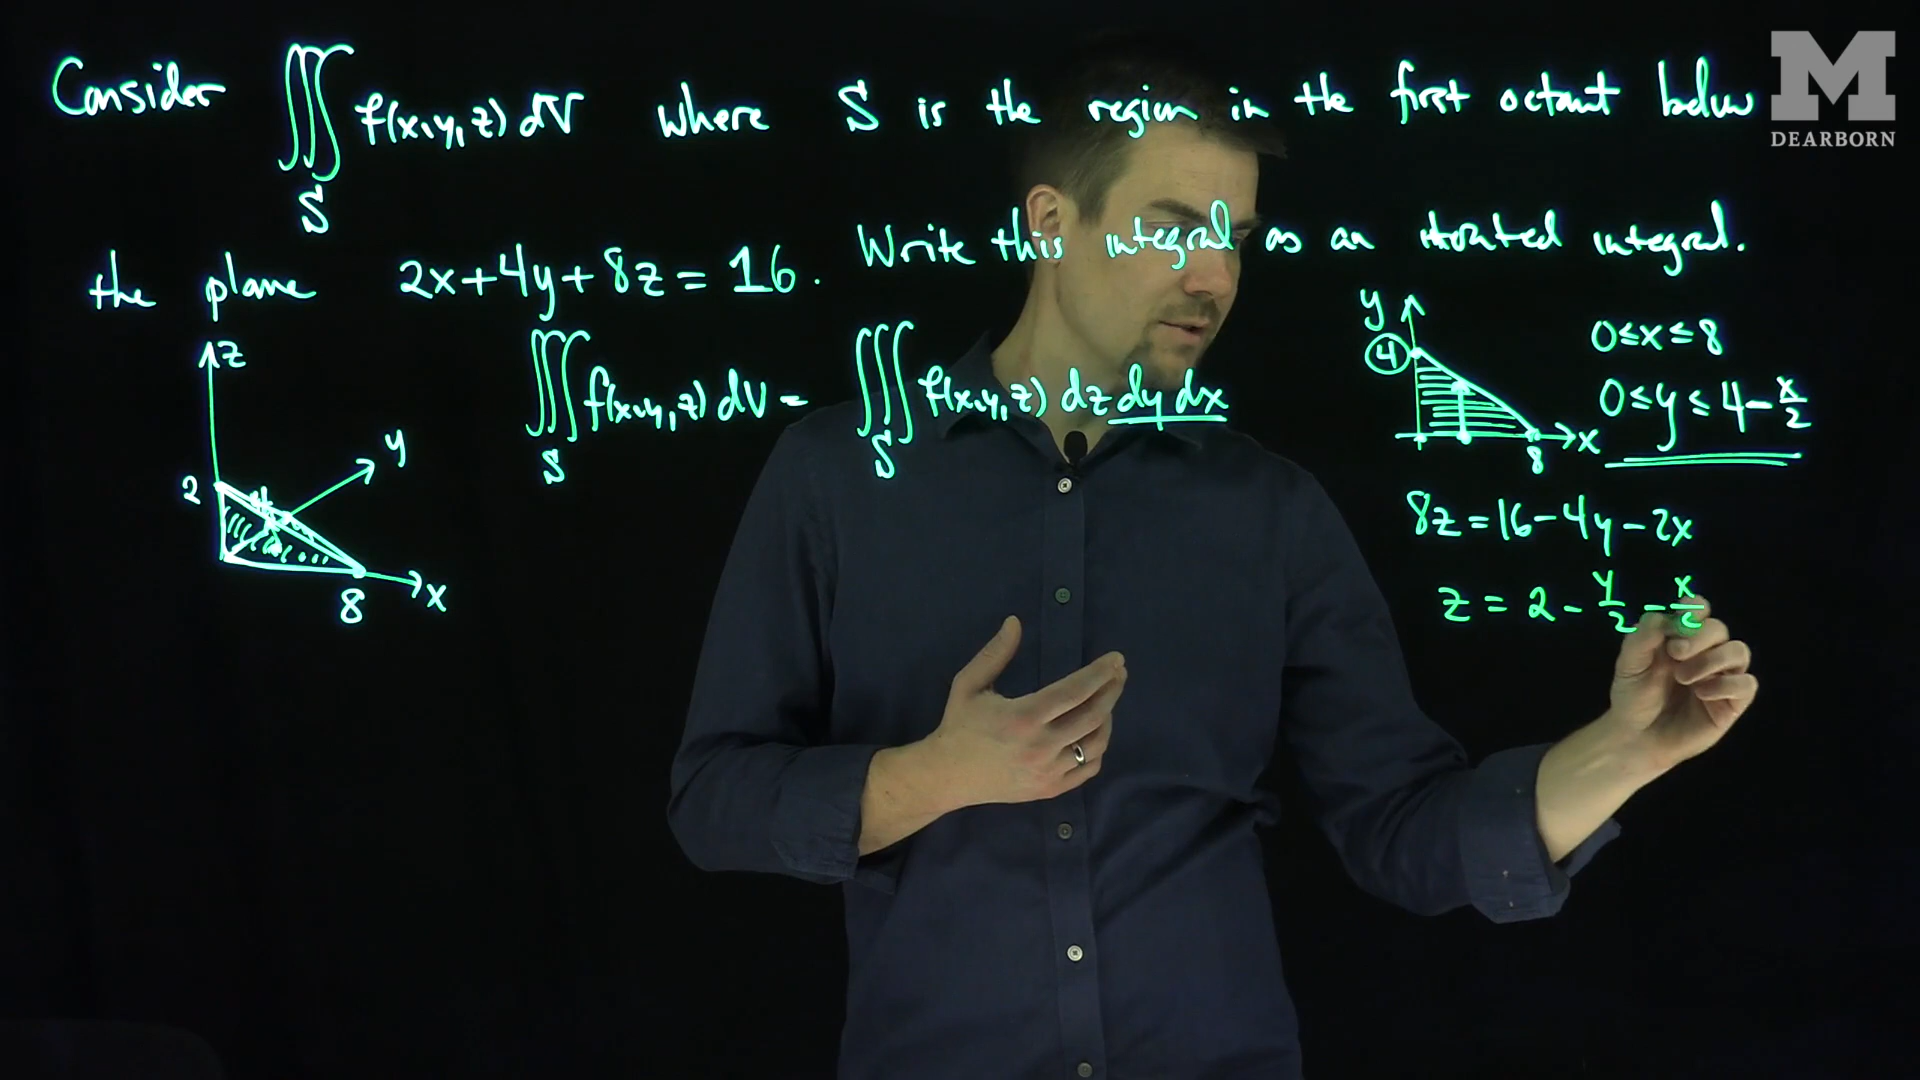 Consider ∭_S f(x,y,z) dV where S is the region in the first octant below
the plane 2x+4y+8z=16. Write this integral as an iterated integral.
∭_S f(x,y,z) dV = ∭_S f(x,y,z) dz dy dx
z
y
x
2
4
8
y
4
8
x
0≤x≤8
0≤y≤4-x/2
8z=16-4y-2x
z = 2 - y/2 - x/
M
DEARBORN